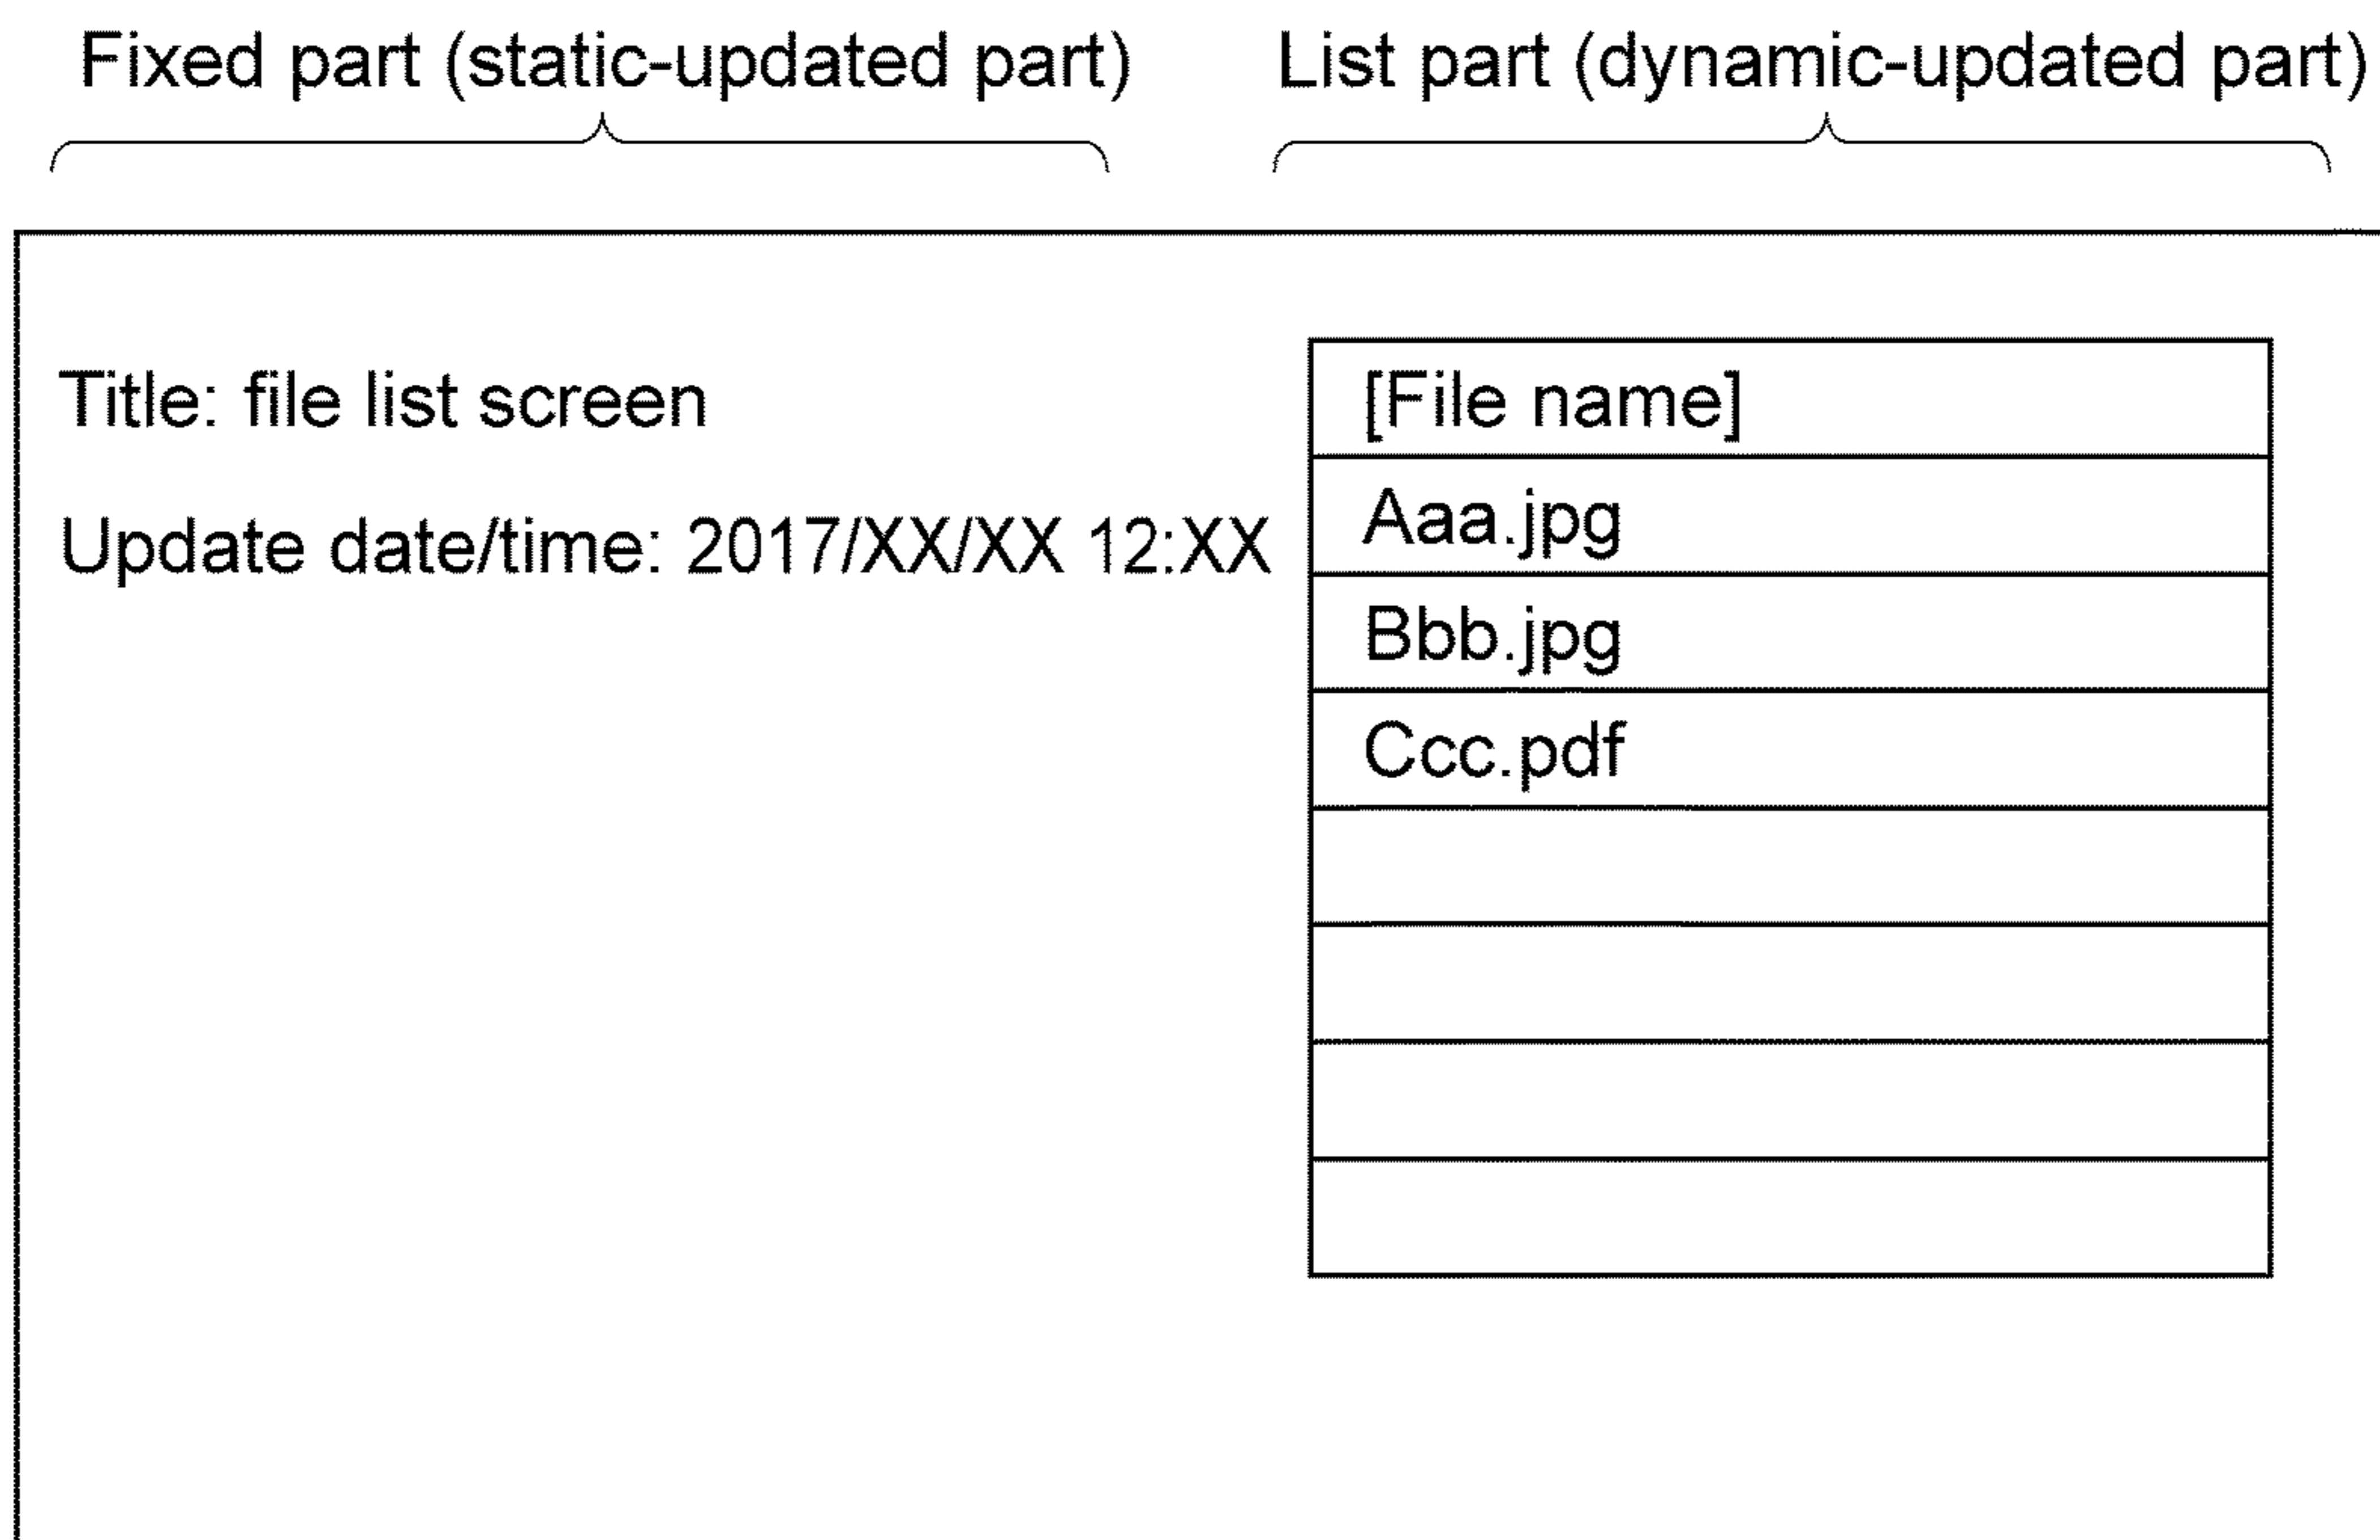 Fixed part (static-updated part)
List part (dynamic-updated part)
Title: file list screen
Update date/time: 2017/XX/XX 12:XX
[File name]
Aaa.jpg
Bbb.jpg
Ccc.pdf